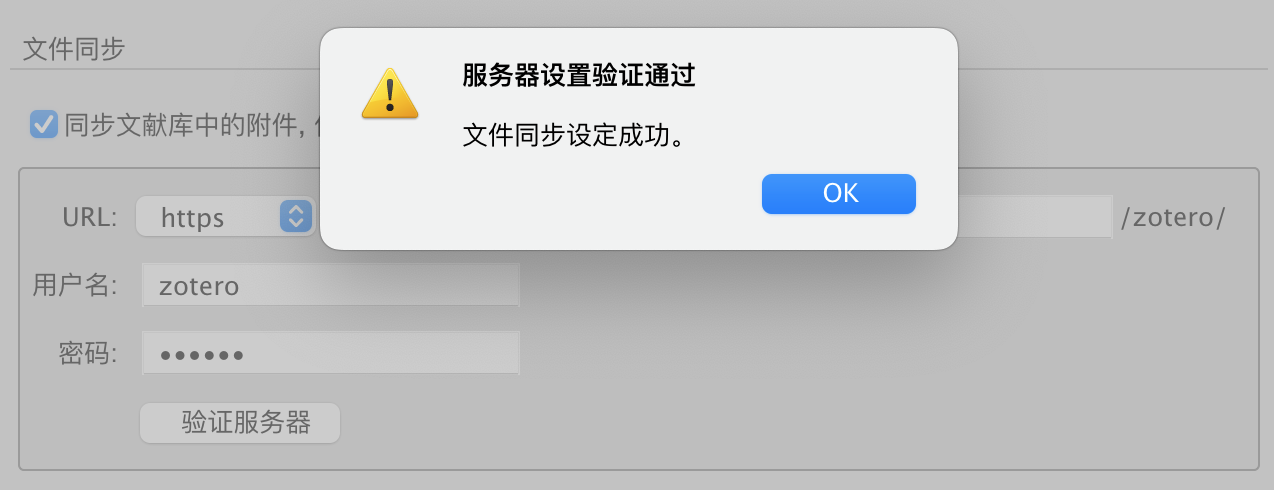 文件同步
服务器设置验证通过
文件同步设定成功。
OK
同步文献库中的附件,
URL: https /zotero/
用户名: zotero
密码: ••••••
验证服务器